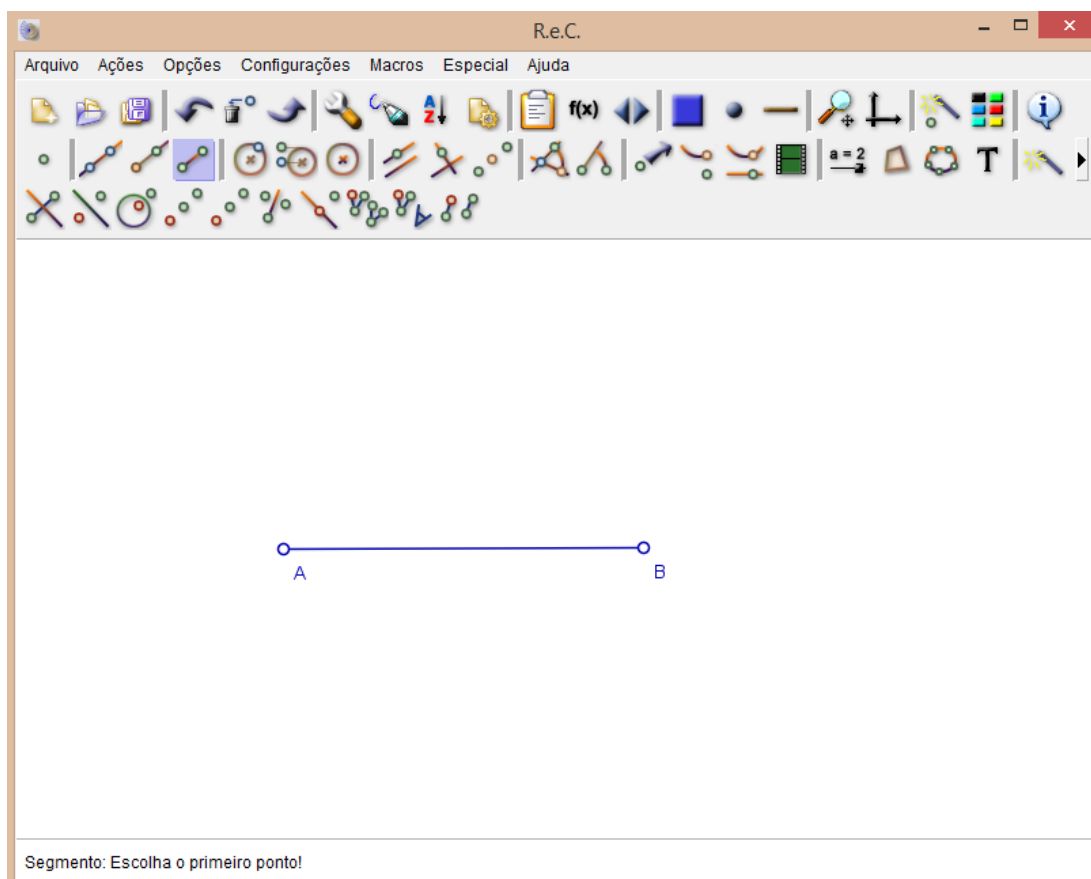 R.e.C.
Arquivo Ações Opções Configurações Macros Especial Ajuda
A Z f(x) i
a = 2 T
A B
Segmento: Escolha o primeiro ponto!